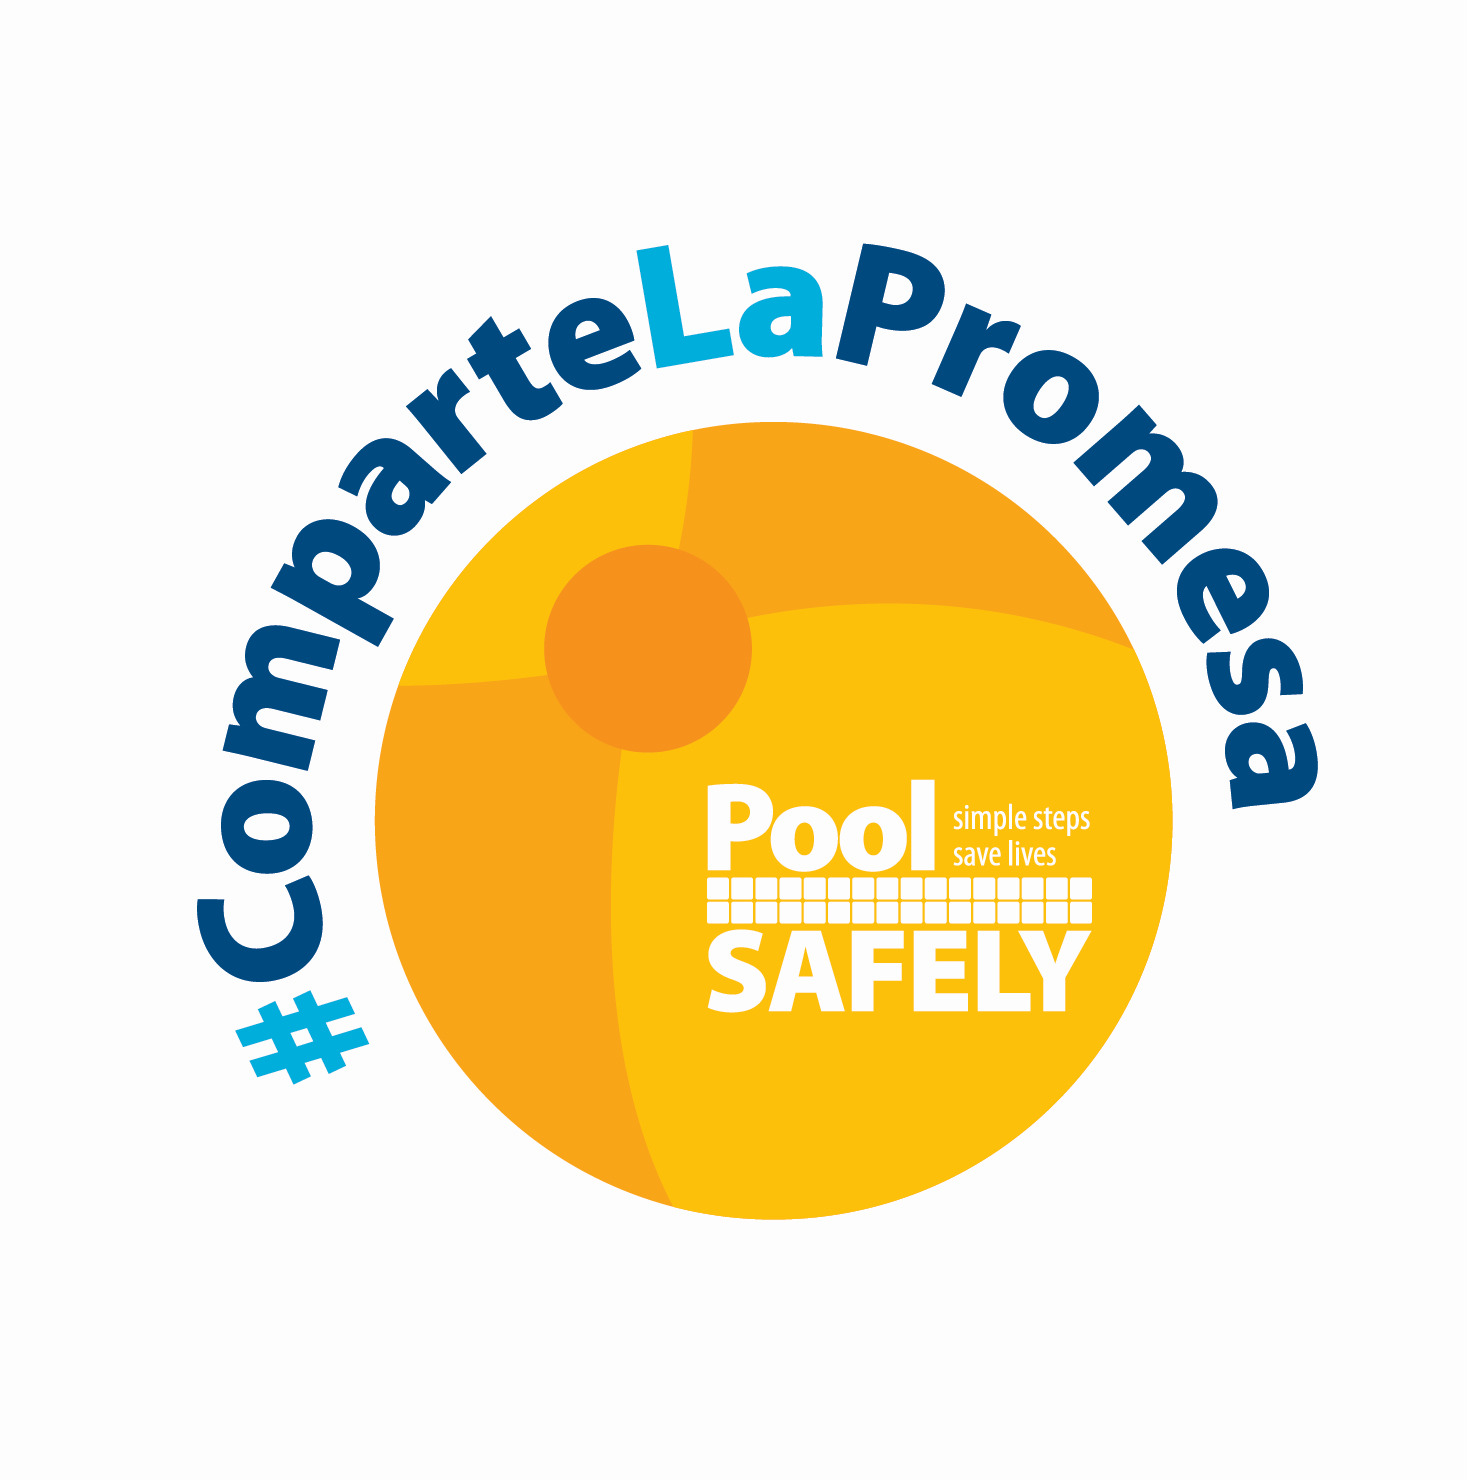 #ComparteLaPromesa
Pool
simple steps
save lives
SAFELY